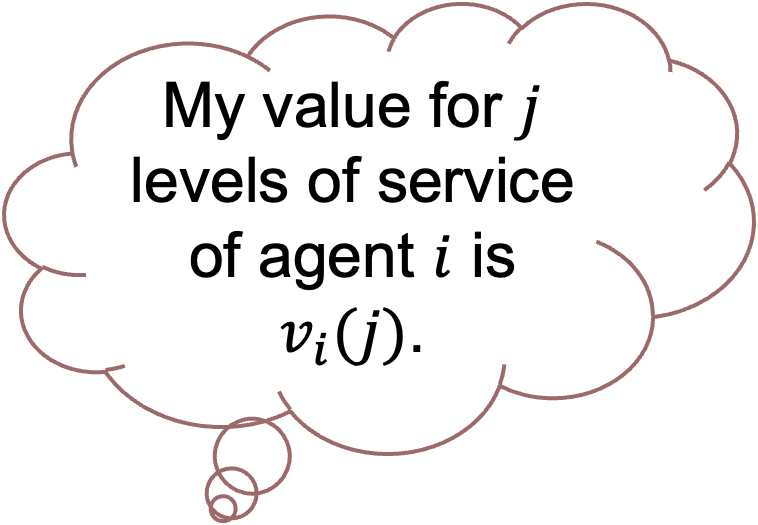 My value for 𝑗
levels of service
of agent 𝑖 is
𝑣ᵢ(𝑗).